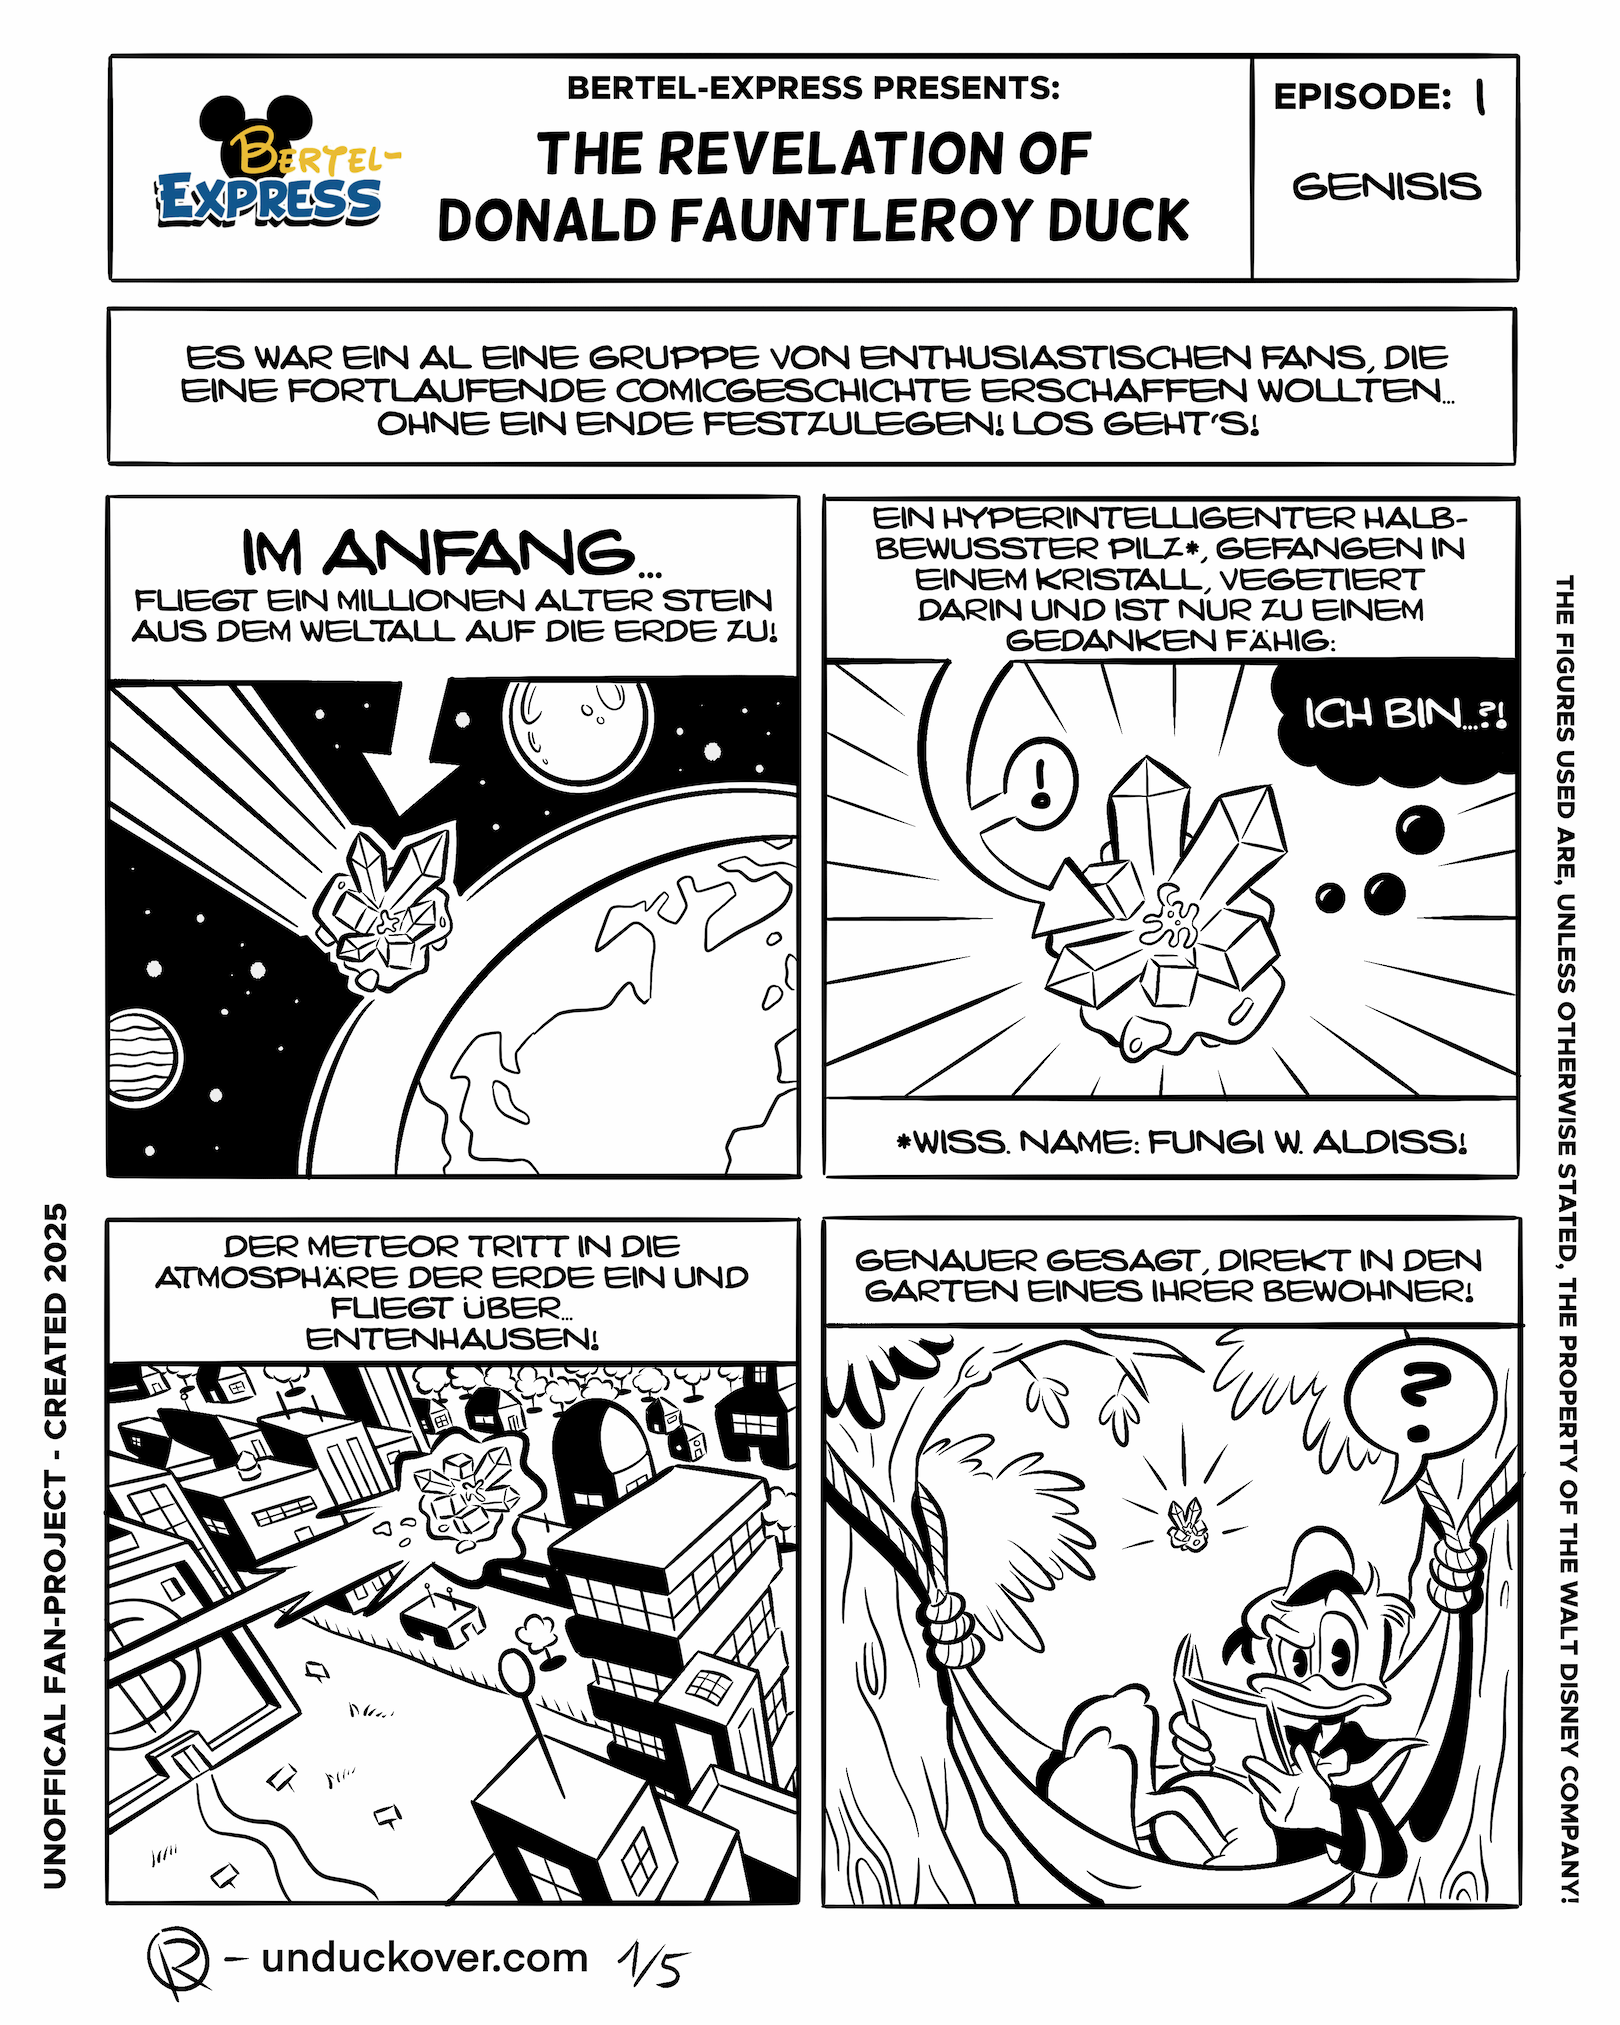 BERTEL-
EXPRESS
BERTEL-EXPRESS PRESENTS:
THE REVELATION OF
DONALD FAUNTLEROY DUCK
EPISODE: 1
GENISIS
ES WAR EIN AL EINE GRUPPE VON ENTHUSIASTISCHEN FANS, DIE
EINE FORTLAUFENDE COMICGESCHICHTE ERSCHAFFEN WOLLTEN...
OHNE EIN ENDE FESTZULEGEN! LOS GEHT'S!
IM ANFANG...
FLIEGT EIN MILLIONEN ALTER STEIN
AUS DEM WELTALL AUF DIE ERDE ZU!
EIN HYPERINTELLIGENTER HALB-
BEWUSSTER PILZ*, GEFANGEN IN
EINEM KRISTALL, VEGETIERT
DARIN UND IST NUR ZU EINEM
GEDANKEN FÄHIG:
ICH BIN...?!
!
*WISS. NAME: FUNGI W. ALDISS!
DER METEOR TRITT IN DIE
ATMOSPHÄRE DER ERDE EIN UND
FLIEGT ÜBER...
ENTENHAUSEN!
GENAUER GESAGT, DIREKT IN DEN
GARTEN EINES IHRER BEWOHNER!
?
UNOFFICAL FAN-PROJECT - CREATED 2025
THE FIGURES USED ARE, UNLESS OTHERWISE STATED, THE PROPERTY OF THE WALT DISNEY COMPANY!
R - unduckover.com 1/5